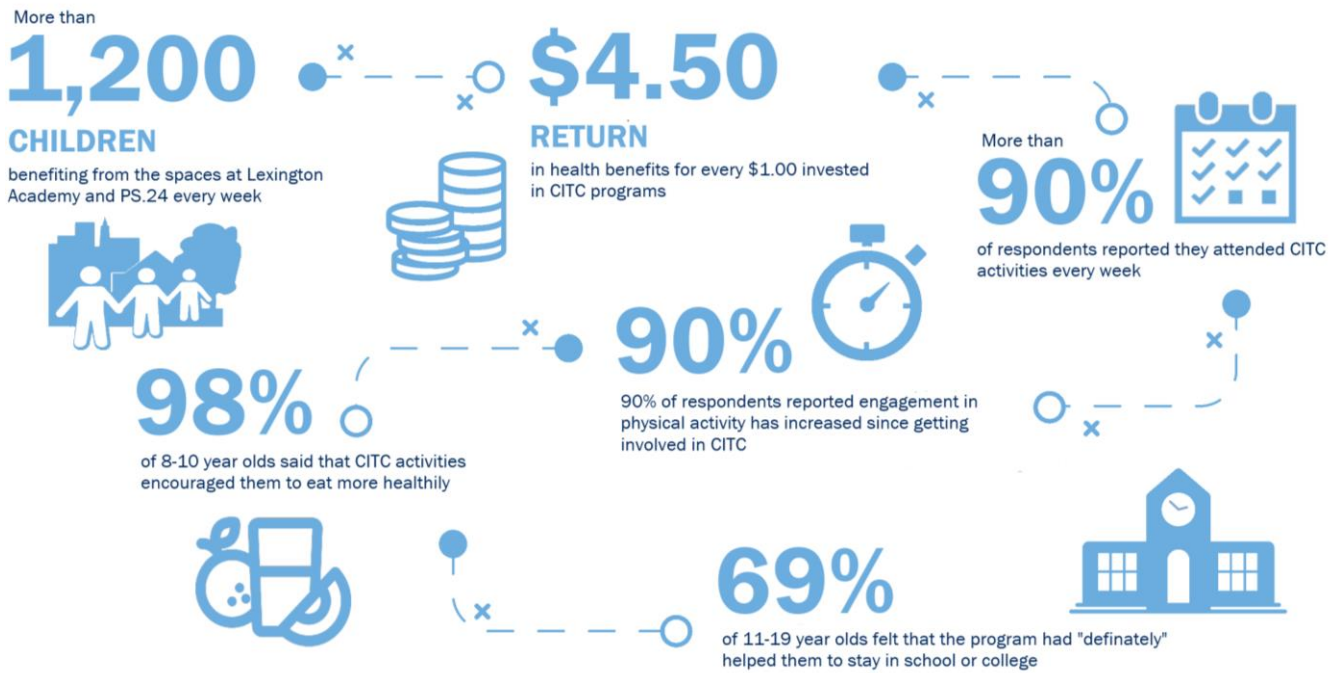 More than
1,200
CHILDREN
benefiting from the spaces at Lexington
Academy and PS.24 every week
$4.50
RETURN
in health benefits for every $1.00 invested
in CITC programs
More than
90%
of respondents reported they attended CITC
activities every week
90%
90% of respondents reported engagement in
physical activity has increased since getting
involved in CITC
98%
of 8-10 year olds said that CITC activities
encouraged them to eat more healthily
69%
of 11-19 year olds felt that the program had "definately"
helped them to stay in school or college